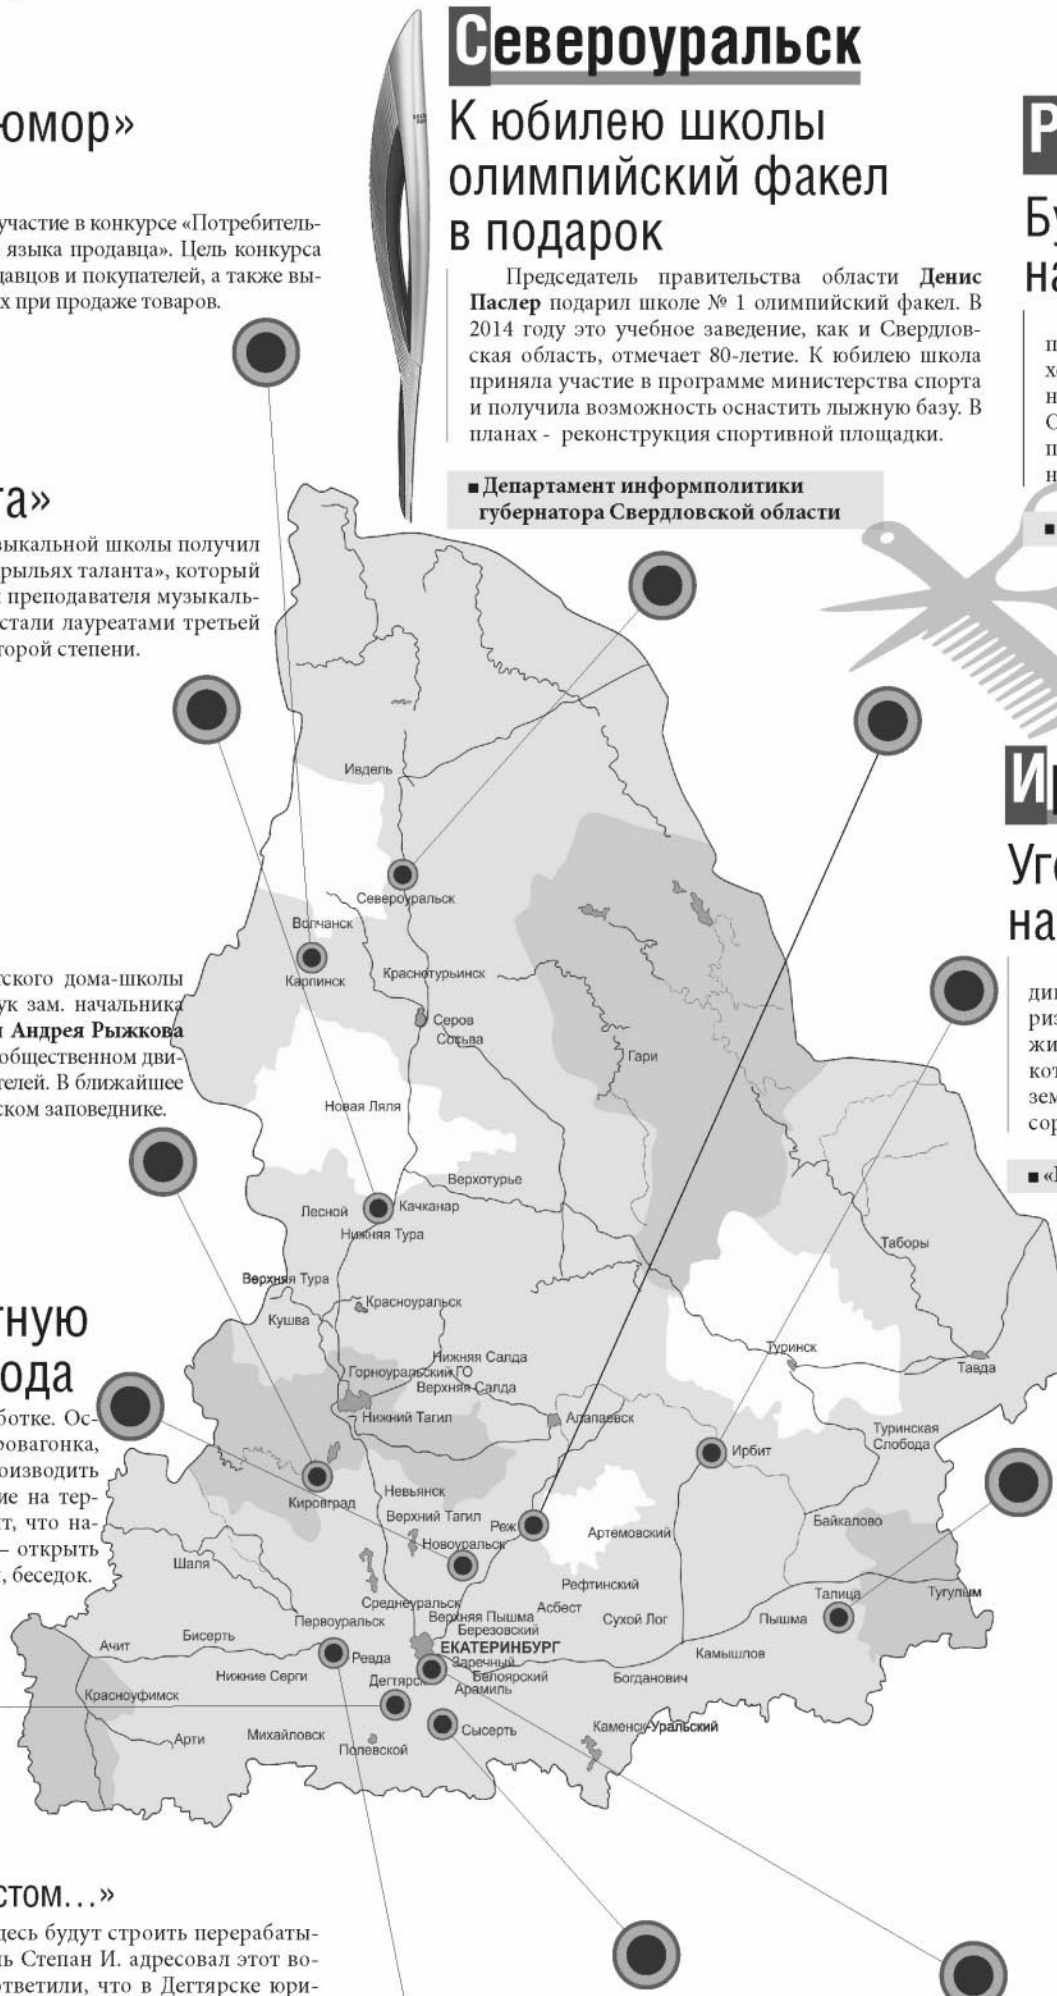 юмор»
участие в конкурсе «Потребитель-
языка продавца». Цель конкурса
давцов и покупателей, а также вы-
х при продаже товаров.
та»
зыкальной школы получил
рыльях таланта», который
преподавателя музыкаль-
стали лауреатами третьей
торой степени.
тского дома-школы
ук зам. начальника
и Андрея Рыжкова
общественном дви-
телей. В ближайшее
ском заповеднике.
тную
ода
ботке. Ос-
ровагонка,
оизводить
ие на тер-
т, что на-
– открыть
, беседок.
стом…»
десь будут строить перерабаты-
ль Степан И. адресовал этот во-
ответили, что в Дегтярске юри-
Североуральск
К юбилею школы
олимпийский факел
в подарок
Председатель правительства области Денис
Паслер подарил школе № 1 олимпийский факел. В
2014 году это учебное заведение, как и Свердлов-
ская область, отмечает 80-летие. К юбилею школа
приняла участие в программе министерства спорта
и получила возможность оснастить лыжную базу. В
планах - реконструкция спортивной площадки.
■ Департамент информполитики
губернатора Свердловской области
Ивдель
Североуральск
Волчанск
Карпинск
Краснотурьинск
Серов
Сосьва
Гари
Новая Ляля
Верхотурье
Лесной
Качканар
Нижняя Тура
Таборы
Верхняя Тура
Красноуральск
Кушва
Туринск
Тавда
Нижняя Салда
Горноуральский ГО
Верхняя Салда
Нижний Тагил
Алапаевск
Туринская
Слобода
Ирбит
Невьянск
Кировград
Верхний Тагил
Реж
Артемовский
Байкалово
Новоуральск
Шаля
Рефтинский
Талица
Тугулым
Среднеуральск
Асбест
Верхняя Пышма
Сухой Лог
Пышма
Первоуральск
Березовский
Бисерть
Ачит
ЕКАТЕРИНБУРГ
Ревда
Заречный
Камышлов
Нижние Серги
Дегтярск
Белоярский
Богданович
Арамиль
Красноуфимск
Арти
Михайловск
Полевской
Сысерть
Каменск-Уральский
Р
Бу
на
п
х
н
О
п
н
■
И
Уго
на
ди
риз
жи
кот
зем
сор
■